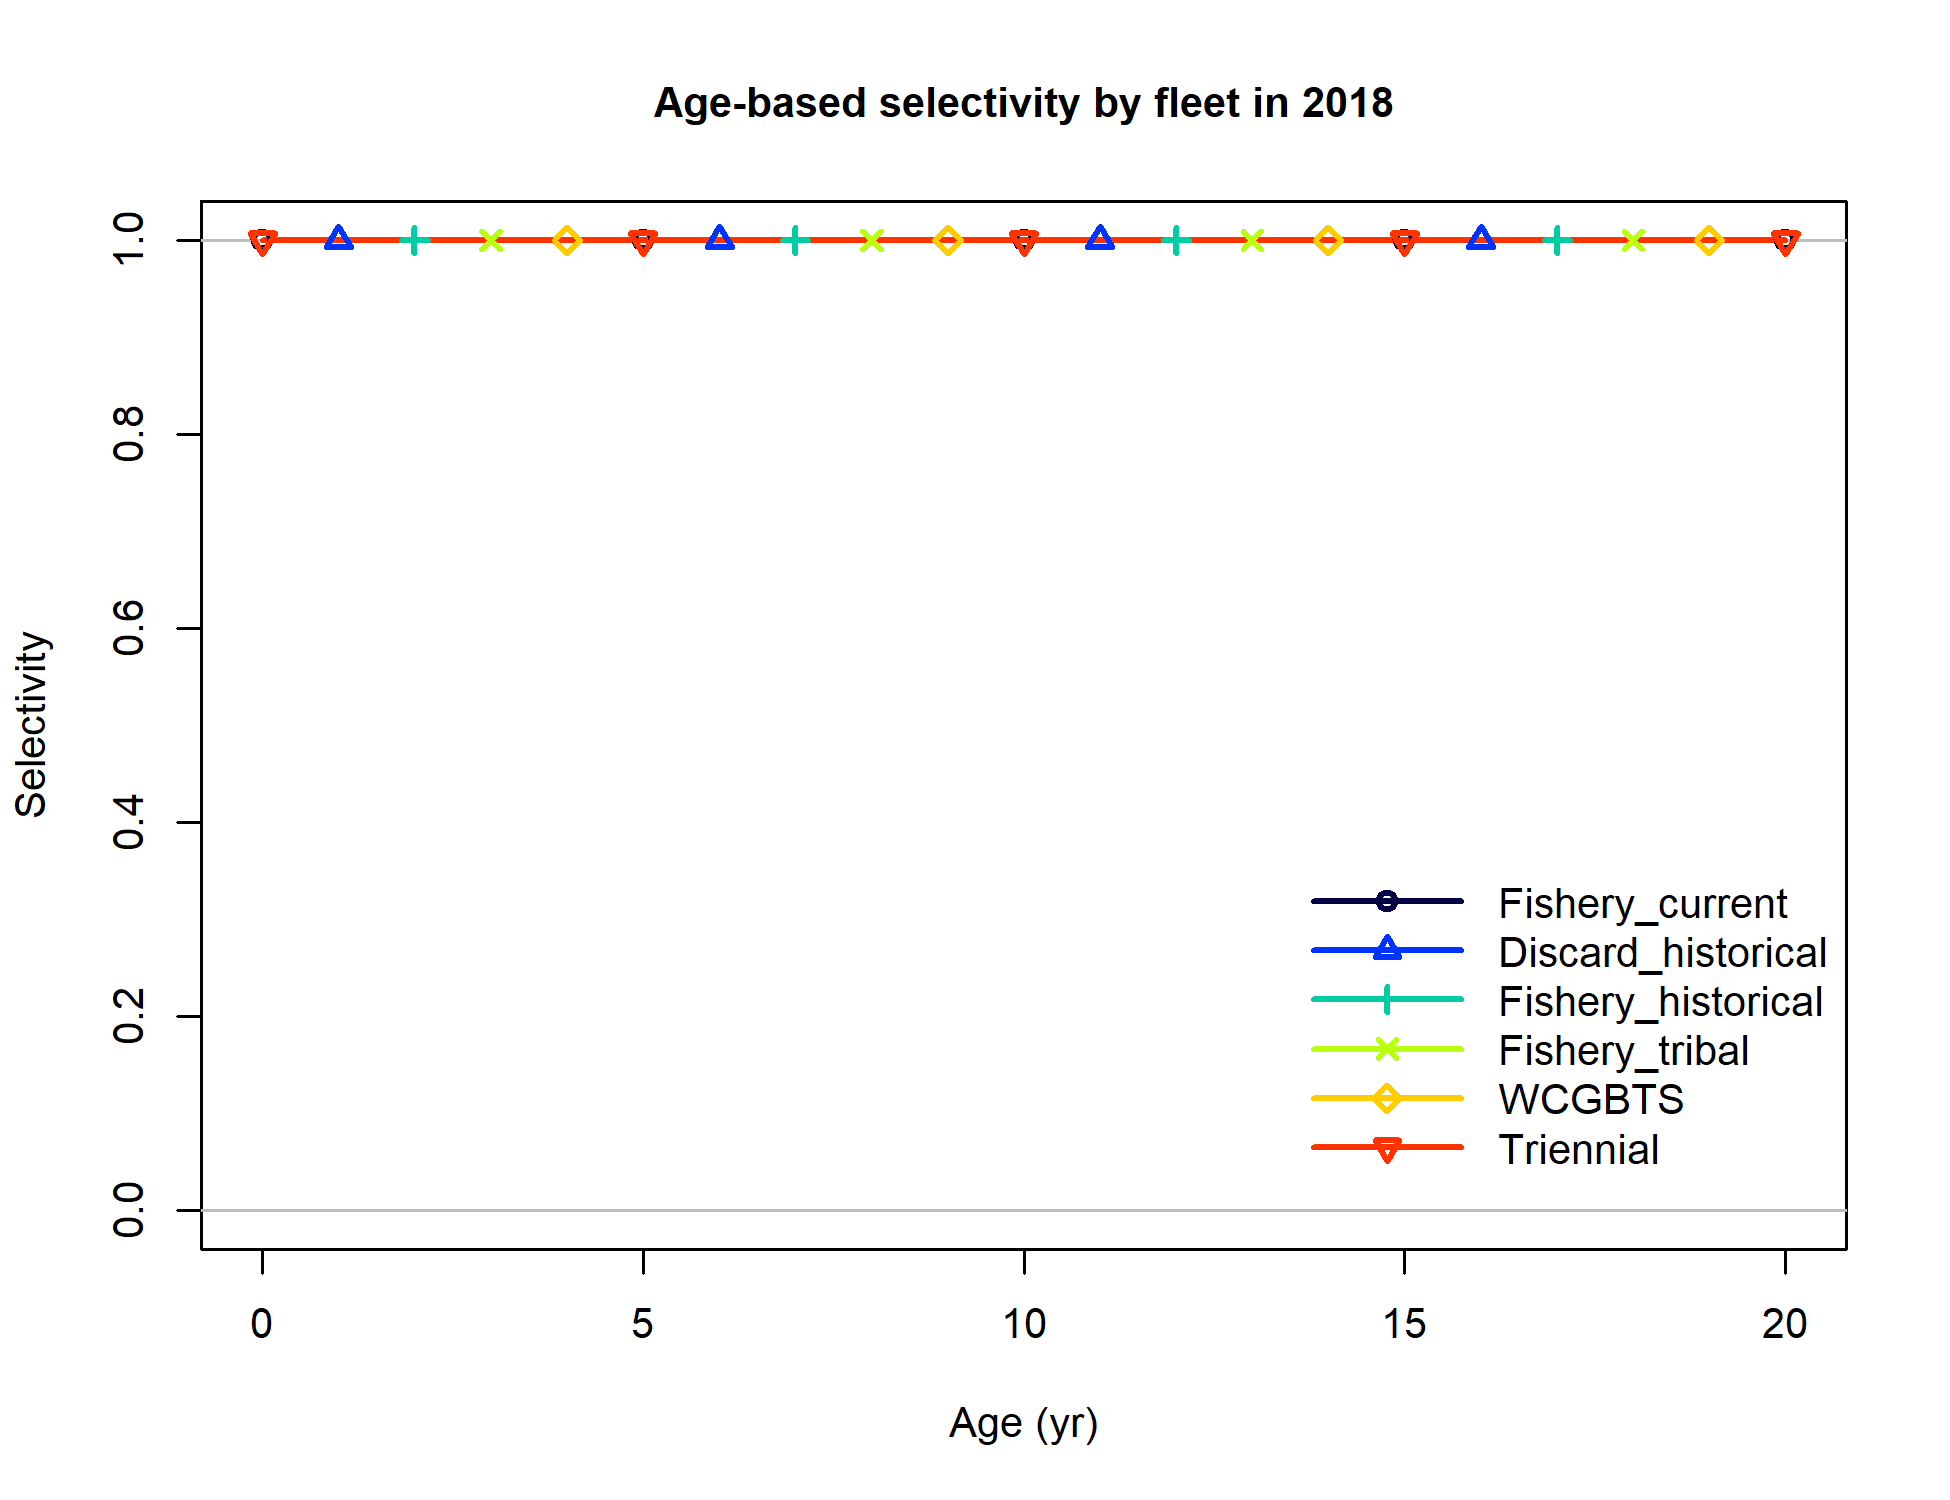 Age-based selectivity by fleet in 2018
1.0
0.8
0.6
0.4
0.2
0.0
Selectivity
Fishery_current
Discard_historical
Fishery_historical
Fishery_tribal
WCGBTS
Triennial
0 5 10 15 20
Age (yr)